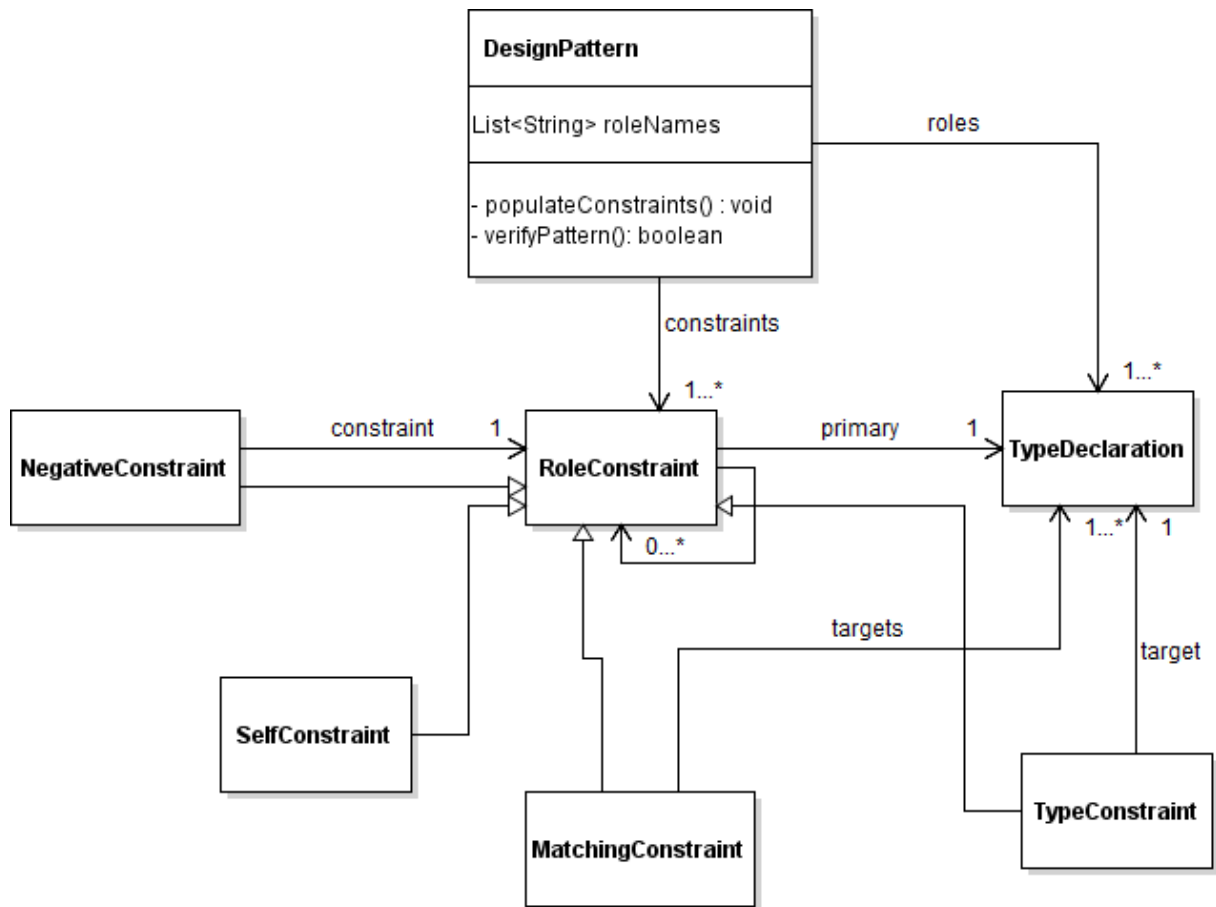 DesignPattern
List<String> roleNames
- populateConstraints() : void
- verifyPattern(): boolean
roles
constraints
1...*
1...*
NegativeConstraint
constraint
1
RoleConstraint
primary
1
TypeDeclaration
0...*
1...*
1
targets
target
SelfConstraint
MatchingConstraint
TypeConstraint